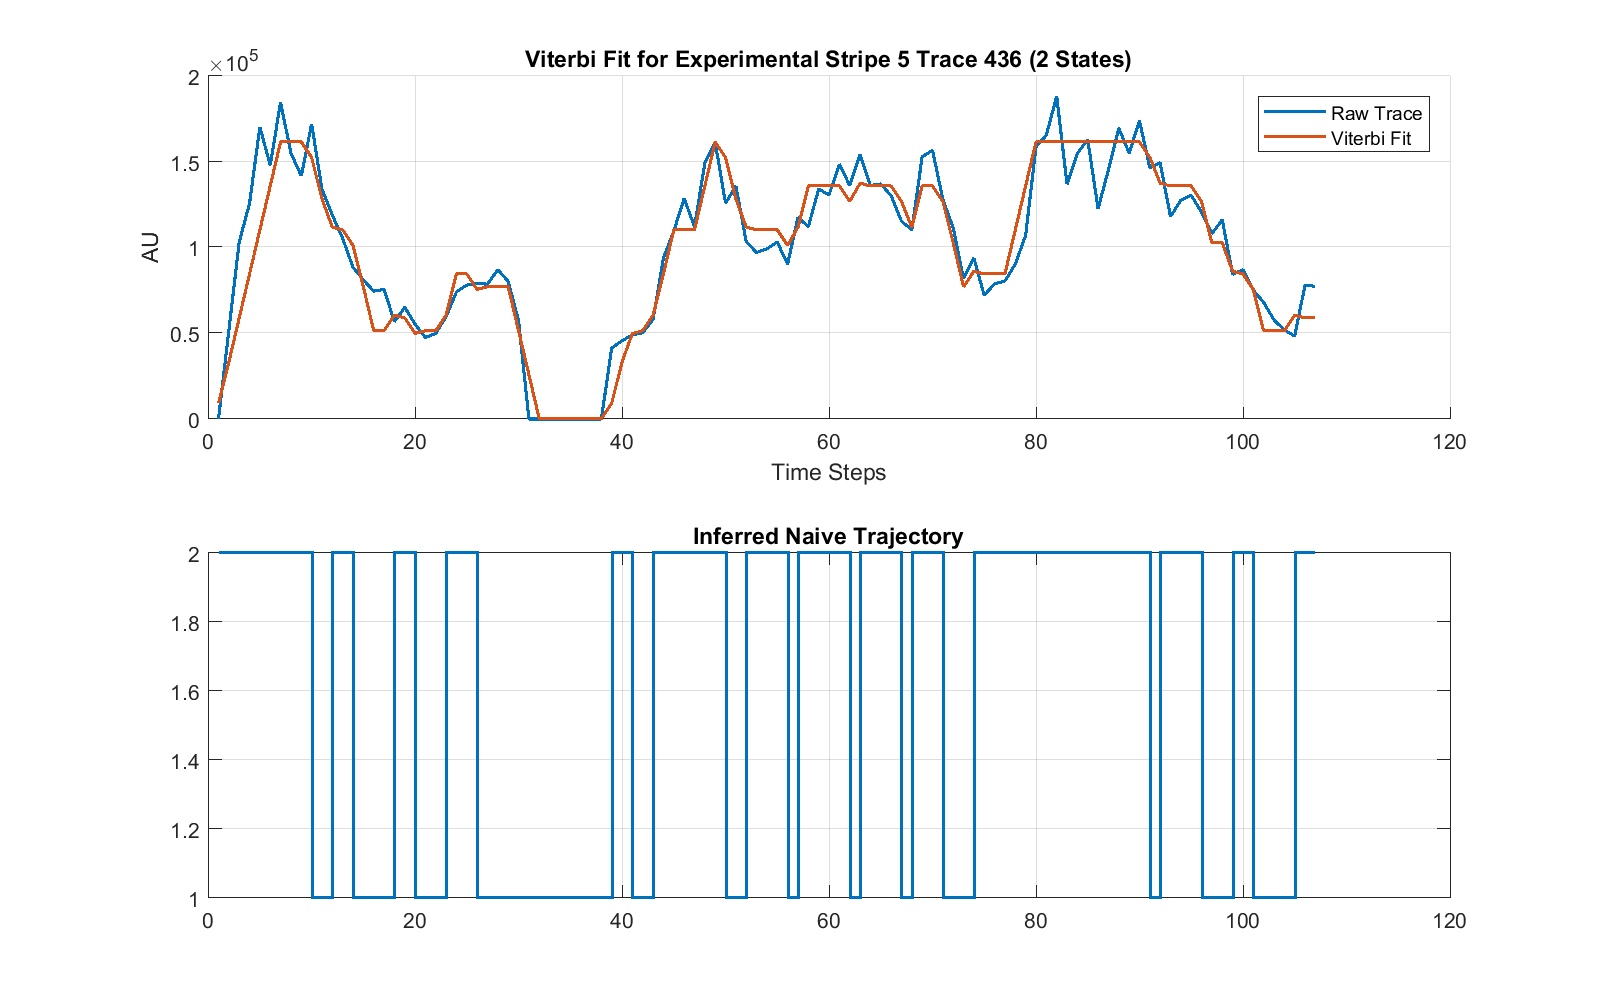 Viterbi Fit for Experimental Stripe 5 Trace 436 (2 States)
×10⁵
2
1.5
1
0.5
0
AU
Raw Trace
Viterbi Fit
0 20 40 60 80 100 120
Time Steps
Inferred Naive Trajectory
2
1.8
1.6
1.4
1.2
1
0 20 40 60 80 100 120